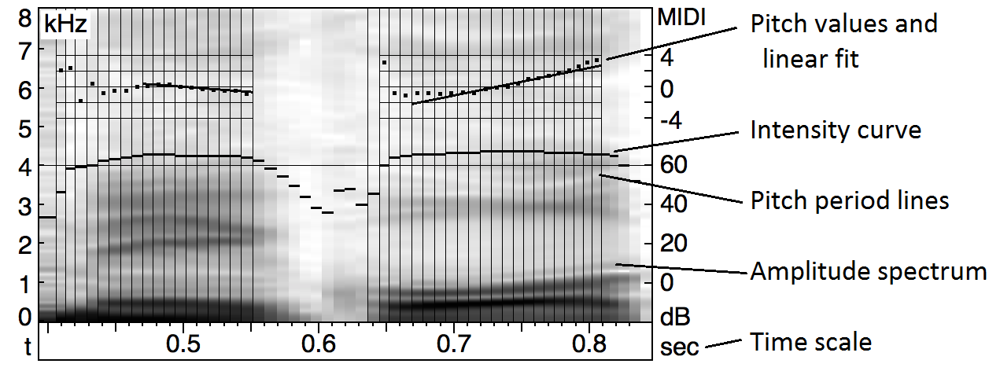 8 kHz MIDI Pitch values and
7 4 linear fit
6 0
5 -4 Intensity curve
4 60
3 40 Pitch period lines
2 20
1 0 Amplitude spectrum
0 dB
t 0.5 0.6 0.7 0.8 sec Time scale